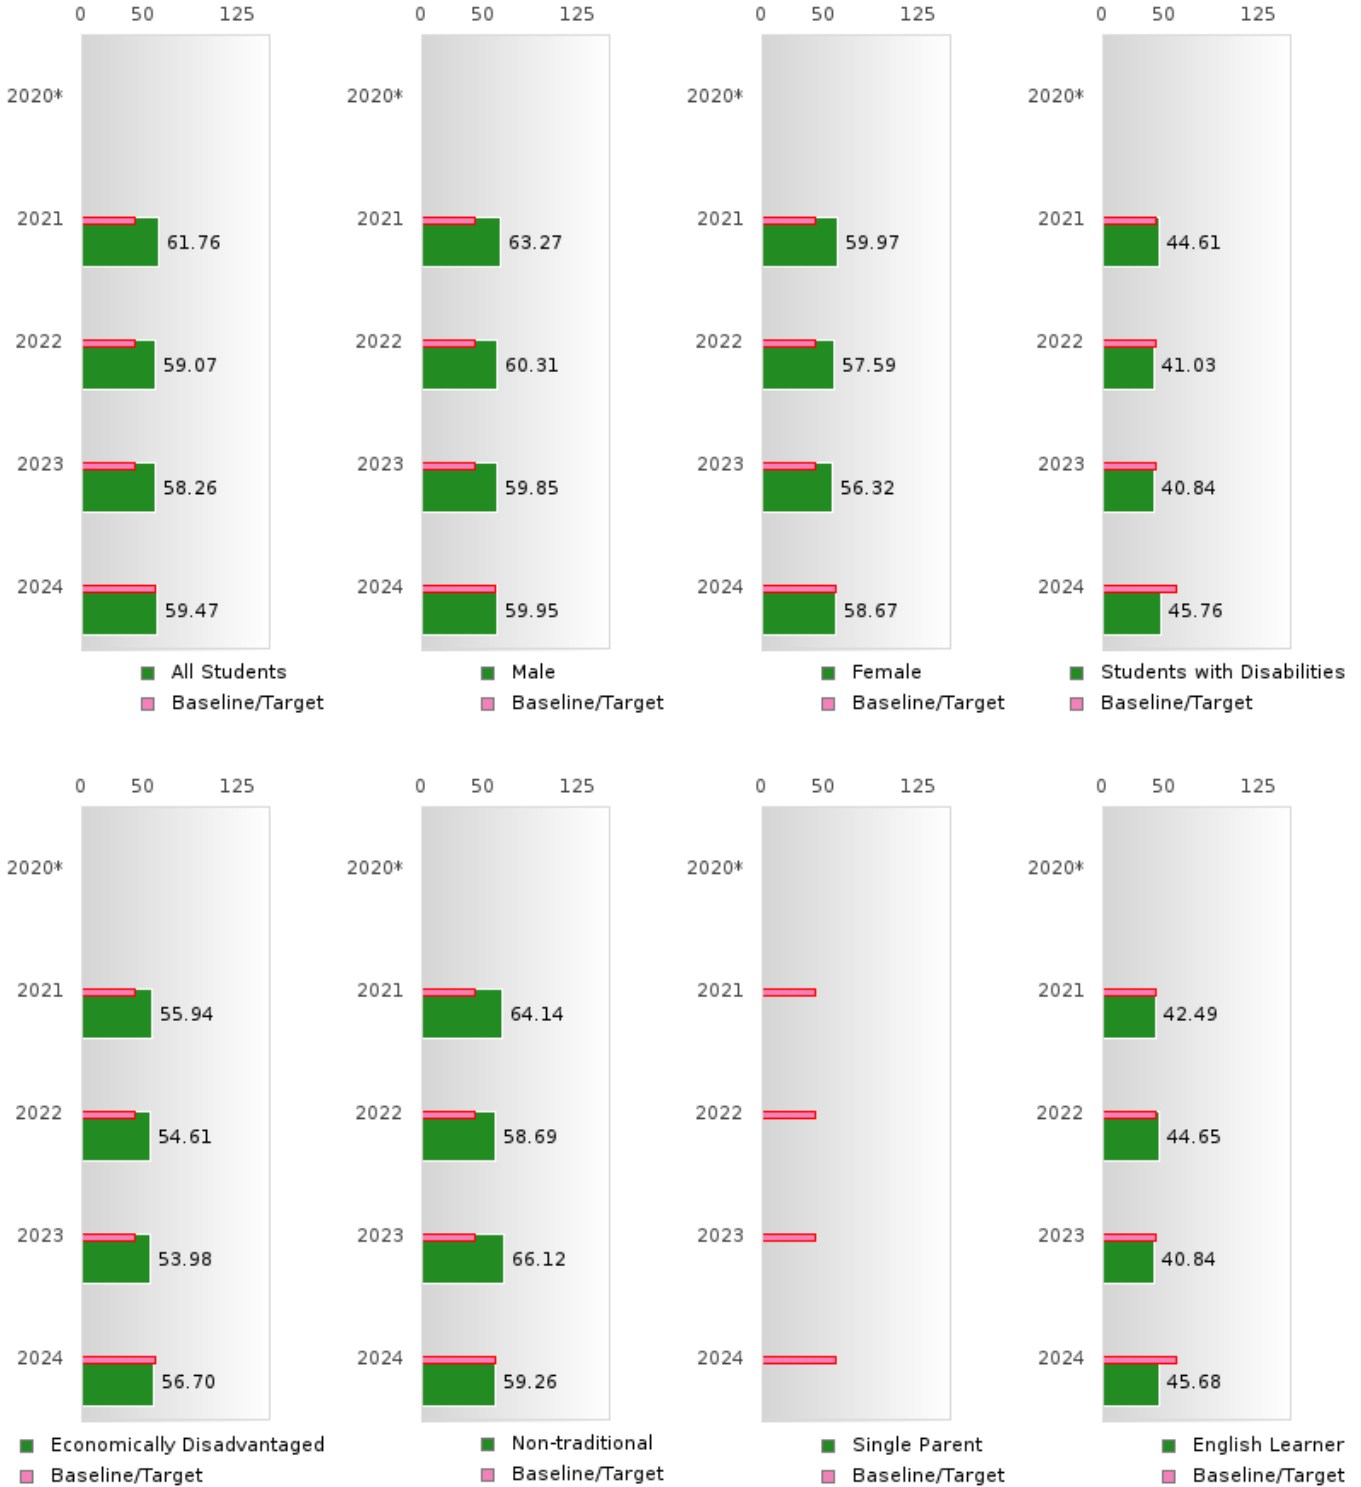 0 50 125
2020*
2021
61.76
2022
59.07
2023
58.26
2024
59.47
All Students
Baseline/Target
0 50 125
2020*
2021
63.27
2022
60.31
2023
59.85
2024
59.95
Male
Baseline/Target
0 50 125
2020*
2021
59.97
2022
57.59
2023
56.32
2024
58.67
Female
Baseline/Target
0 50 125
2020*
2021
44.61
2022
41.03
2023
40.84
2024
45.76
Students with Disabilities
Baseline/Target
0 50 125
2020*
2021
55.94
2022
54.61
2023
53.98
2024
56.70
Economically Disadvantaged
Baseline/Target
0 50 125
2020*
2021
64.14
2022
58.69
2023
66.12
2024
59.26
Non-traditional
Baseline/Target
0 50 125
2020*
2021
2022
2023
2024
Single Parent
Baseline/Target
0 50 125
2020*
2021
42.49
2022
44.65
2023
40.84
2024
45.68
English Learner
Baseline/Target